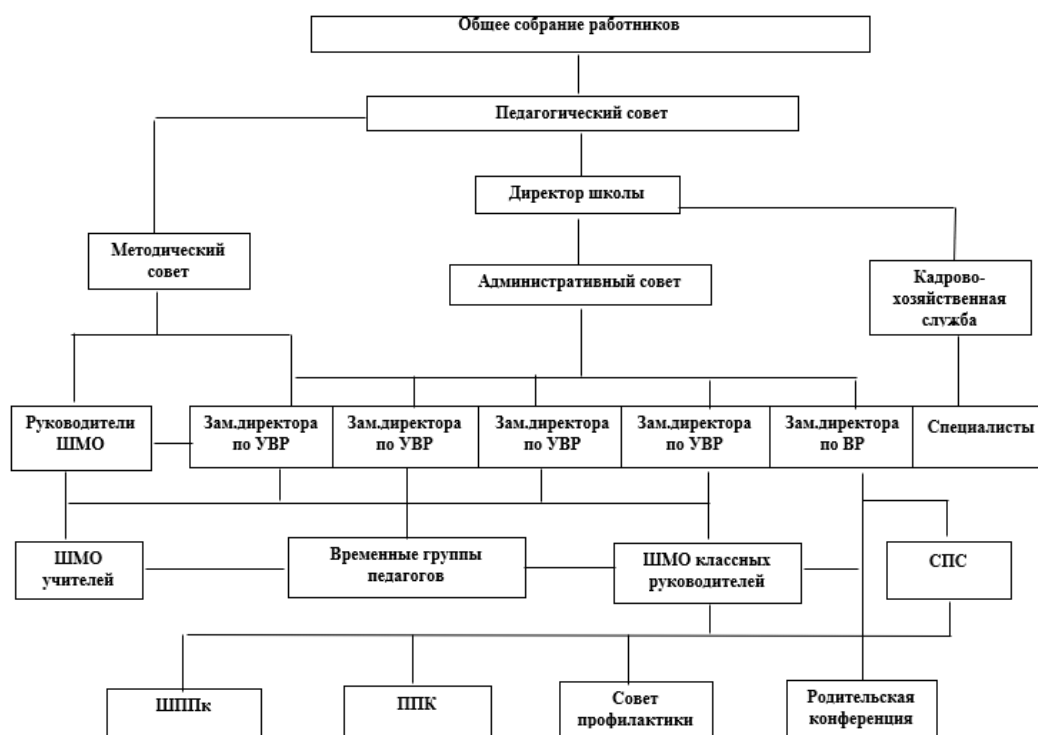 Общее собрание работников
Педагогический совет
Директор школы
Методический
совет
Административный совет
Кадрово-
хозяйственная
служба
Руководители
ШМО
Зам.директора
по УВР
Зам.директора
по УВР
Зам.директора
по УВР
Зам.директора
по УВР
Зам.директора
по ВР
Специалисты
ШМО
учителей
Временные группы
педагогов
ШМО классных
руководителей
СПС
ШППк
ППК
Совет
профилактики
Родительская
конференция